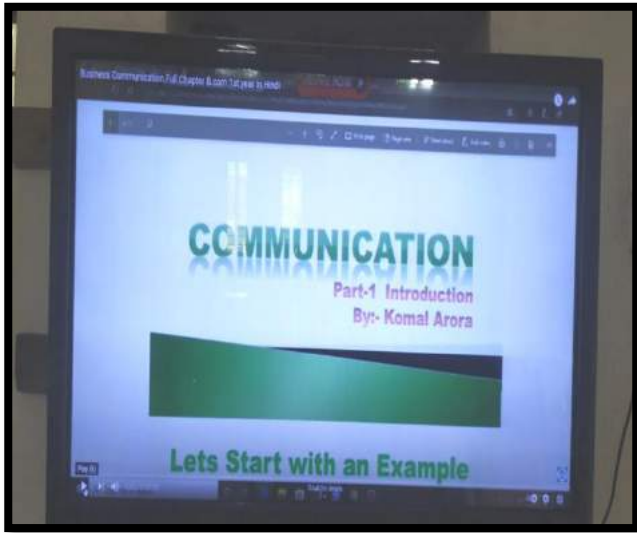 Business Communication Full Chapter B.com 1st year In Hindi
COMMUNICATION
Part-1 Introduction
By:- Komal Arora
Lets Start with an Example
Play (k)